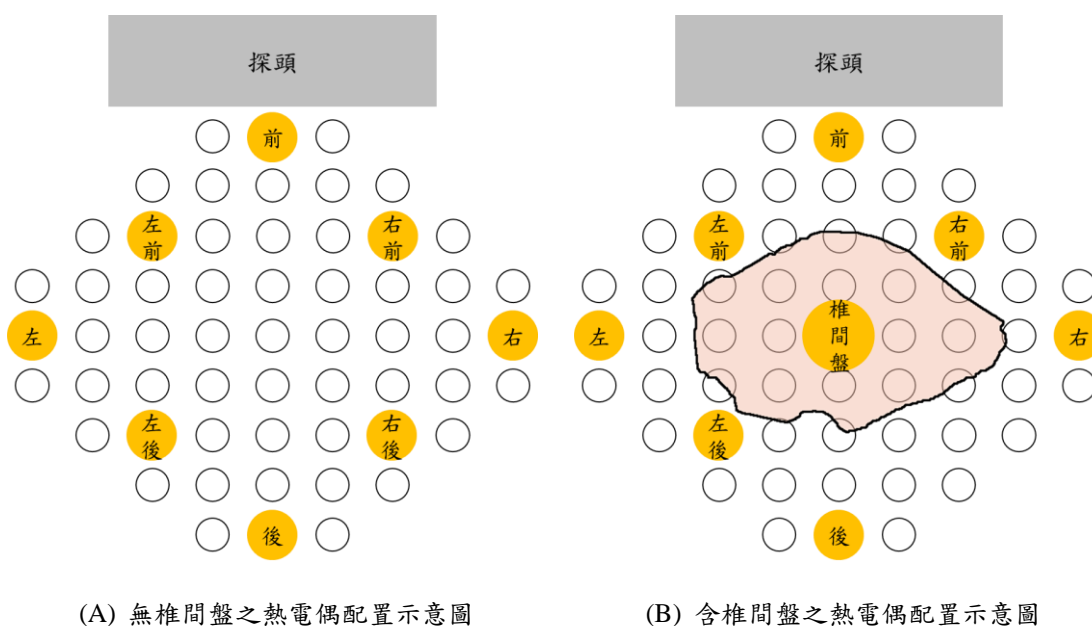 探頭
探頭
前
前
左前
右前
左前
右前
左
右
椎間盤
左
右
左後
右後
左後
後
後
(A) 無椎間盤之熱電偶配置示意圖
(B) 含椎間盤之熱電偶配置示意圖